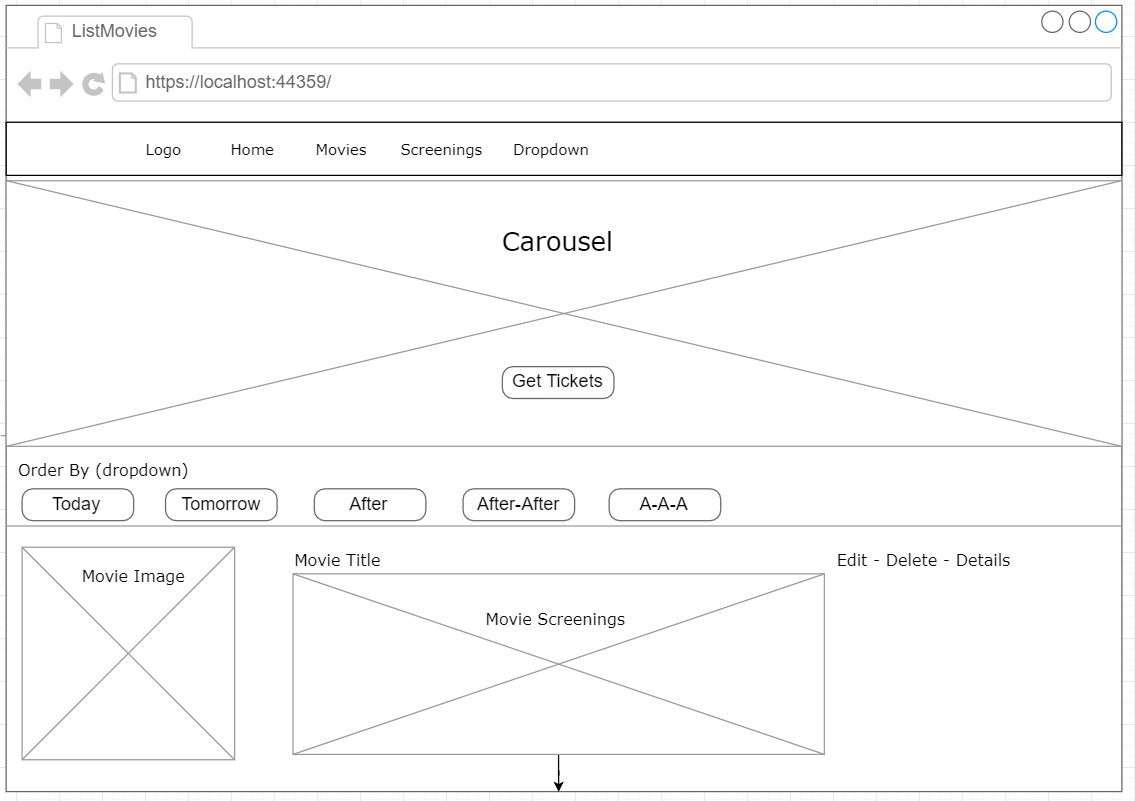 ListMovies
https://localhost:44359/
Logo Home Movies Screenings Dropdown
Carousel
Get Tickets
Order By (dropdown)
Today Tomorrow After After-After A-A-A
Movie Image
Movie Title
Edit - Delete - Details
Movie Screenings